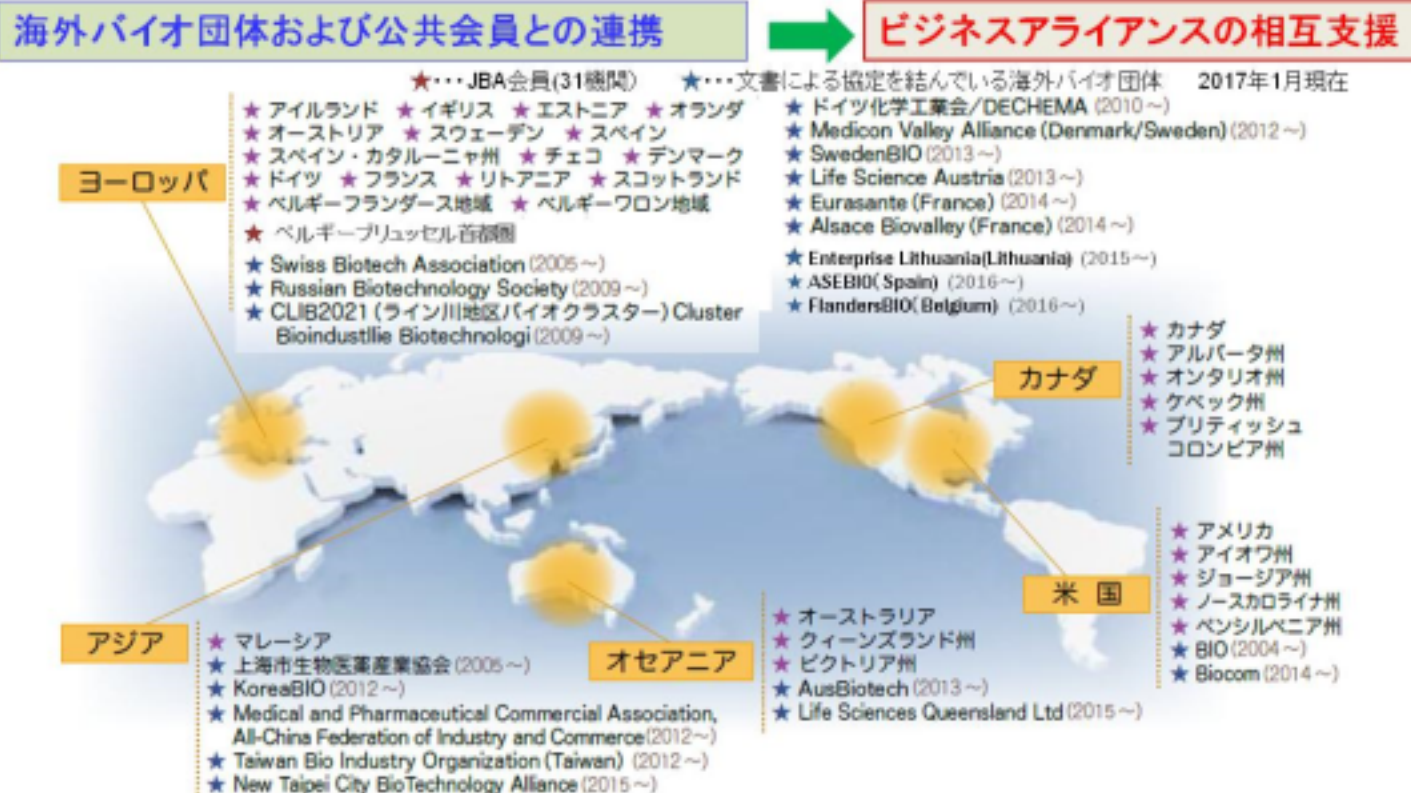 海外バイオ団体および公共会員との連携
ビジネスアライアンスの相互支援
★･･･JBA会員(31機関) ★･･･文書による協定を結んでいる海外バイオ団体 2017年1月現在
ヨーロッパ
★ アイルランド ★ イギリス ★ エストニア ★ オランダ
★ オーストリア ★ スウェーデン ★ スペイン
★ スペイン・カタルーニャ州 ★ チェコ ★ デンマーク
★ ドイツ ★ フランス ★ リトアニア ★ スコットランド
★ ベルギーフランダース地域 ★ ベルギーワロン地域
★ ベルギーブリュッセル首都圏
★ Swiss Biotech Association (2005～)
★ Russian Biotechnology Society (2009～)
★ CLIB2021 (ライン川地区バイオクラスター) Cluster
Bioindustllie Biotechnologi (2009～)
★ ドイツ化学工業会/DECHEMA (2010～)
★ Medicon Valley Alliance (Denmark/Sweden) (2012～)
★ SwedenBIO (2013～)
★ Life Science Austria (2013～)
★ Eurasante (France) (2014～)
★ Alsace Biovalley (France) (2014～)
★ Enterprise Lithuania(Lithuania) (2015～)
★ ASEBIO( Spain) (2016～)
★ FlandersBIO( Belgium) (2016～)
カナダ
★ カナダ
★ アルバータ州
★ オンタリオ州
★ ケベック州
★ ブリティッシュ
コロンビア州
米 国
★ アメリカ
★ アイオワ州
★ ジョージア州
★ ノースカロライナ州
★ ペンシルベニア州
★ BIO (2004～)
★ Biocom (2014～)
アジア
★ マレーシア
★ 上海市生物医薬産業協会 (2005～)
★ KoreaBIO (2012～)
★ Medical and Pharmaceutical Commercial Association,
All-China Federation of Industry and Commerce (2012～)
★ Taiwan Bio Industry Organization (Taiwan) (2012～)
★ New Taipei City BioTechnology Alliance (2015～)
オセアニア
★ オーストラリア
★ クィーンズランド州
★ ビクトリア州
★ AusBiotech (2013～)
★ Life Sciences Queensland Ltd (2015～)